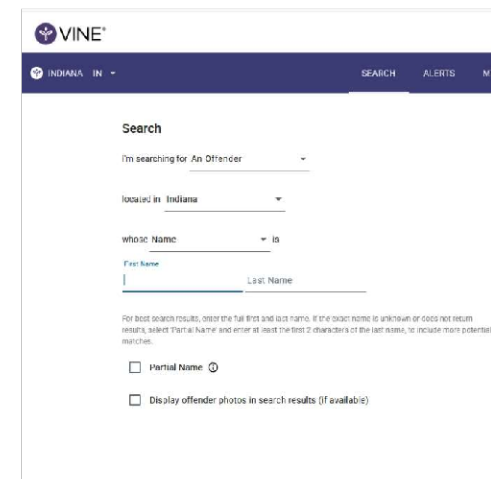 VINE®
INDIANA IN SEARCH ALERTS M
Search
I'm searching for An Offender
located in Indiana
whose Name is
First Name
Last Name
For best search results, enter the full first and last name. If the exact name is unknown or does not return
results, select 'Partial Name' and enter at least the first 2 characters of the last name, to include more potential
matches.
Partial Name
Display offender photos in search results (if available)